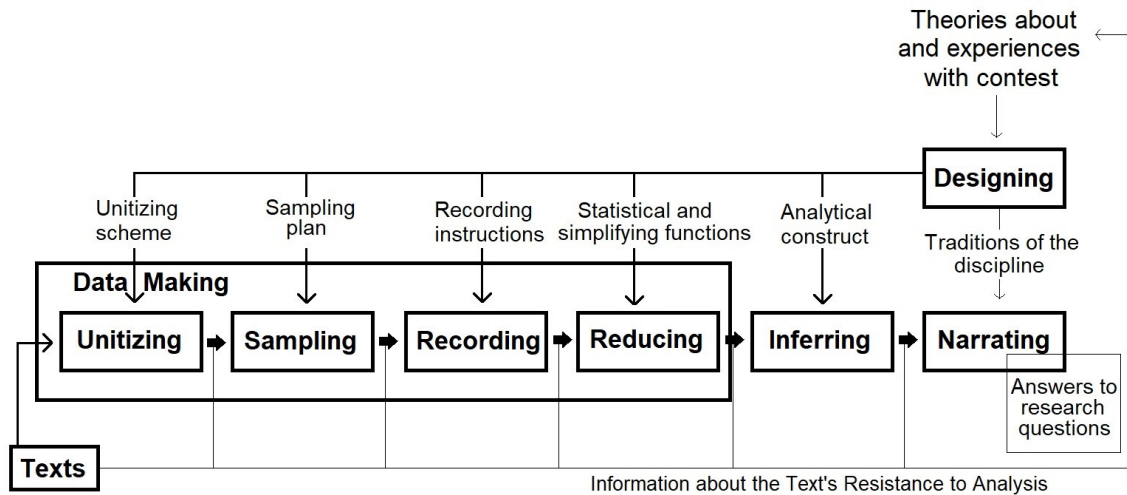 Theories about
and experiences
with contest
Designing
Unitizing
scheme
Sampling
plan
Recording
instructions
Statistical and
simplifying functions
Analytical
construct
Traditions of the
discipline
Data Making
Unitizing
Sampling
Recording
Reducing
Inferring
Narrating
Answers to
research
questions
Texts
Information about the Text's Resistance to Analysis